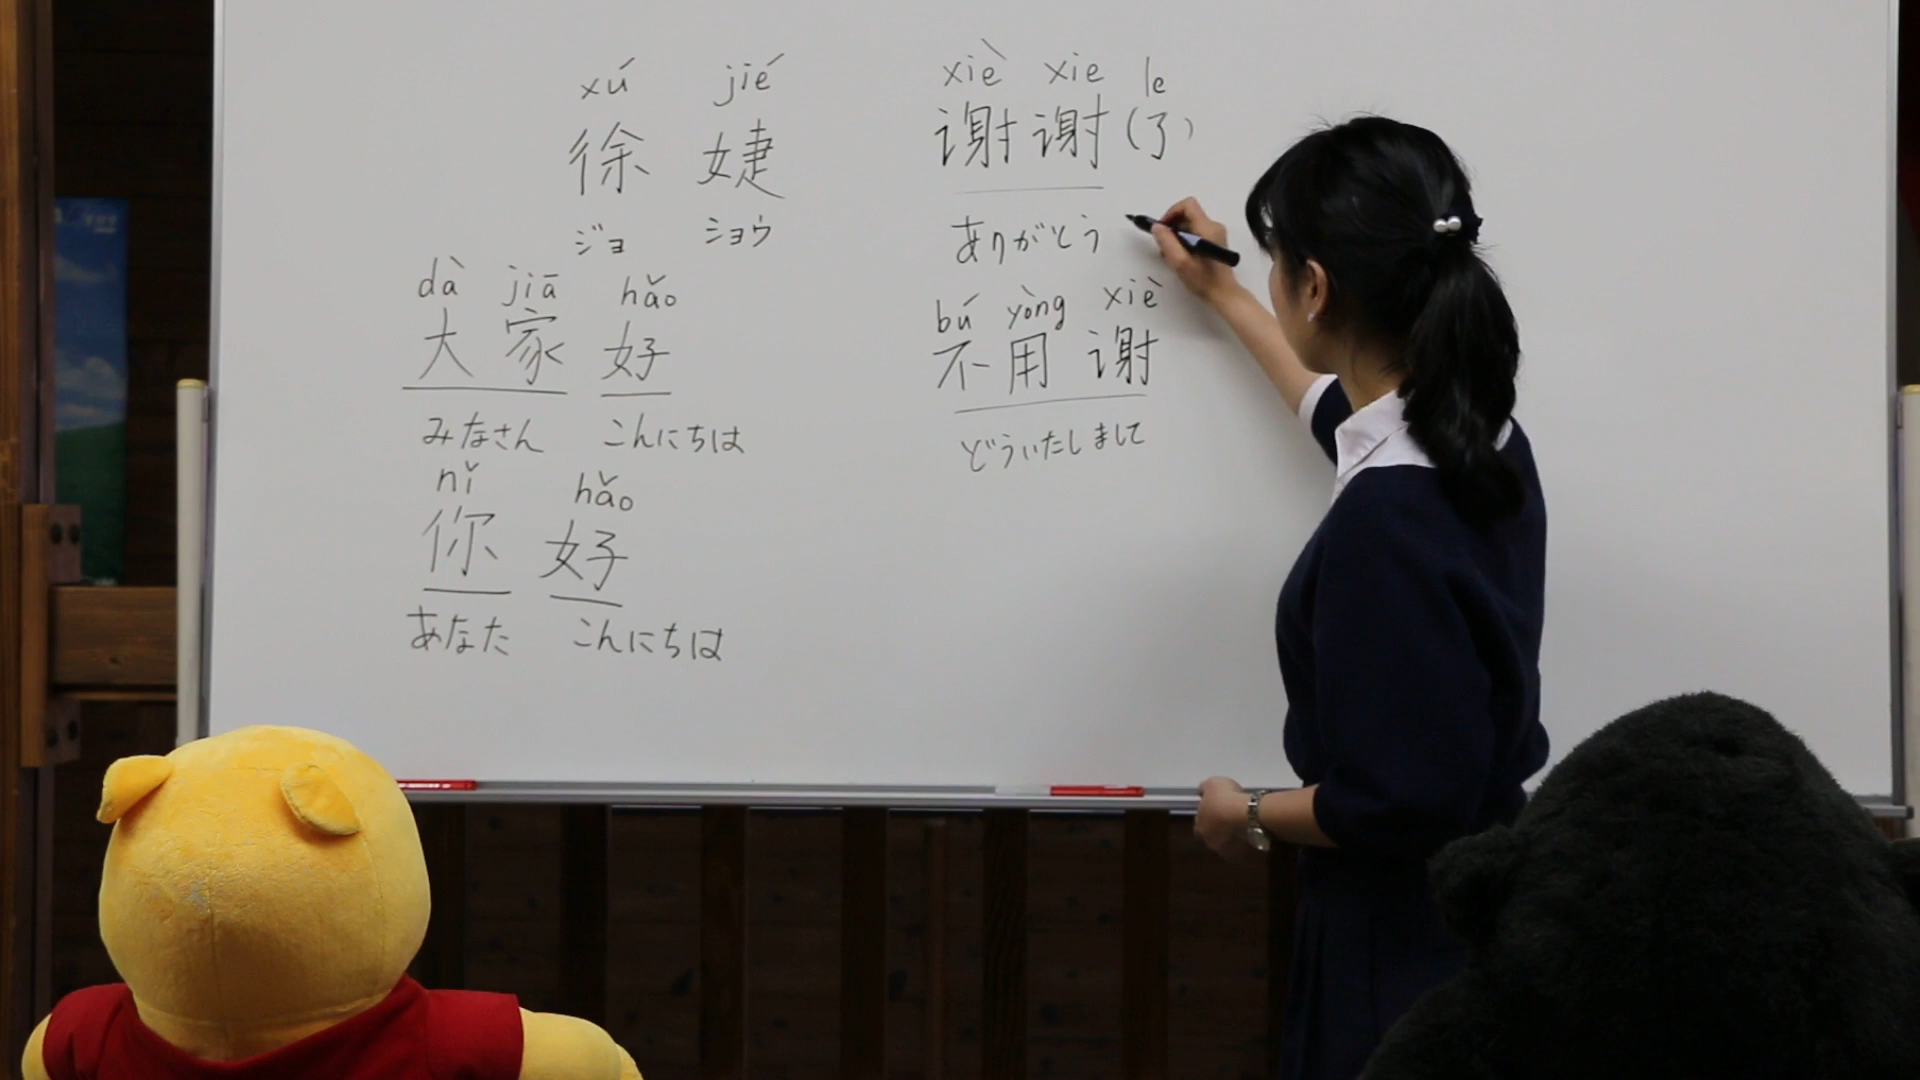 xú jié
徐 婕
ジョ ショウ
dà jiā hǎo
大 家 好
みなさん こんにちは
nǐ hǎo
你 好
あなた こんにちは
xiè xie le
谢 谢 (了)
ありがとう
bú yòng xiè
不 用 谢
どういたしまして